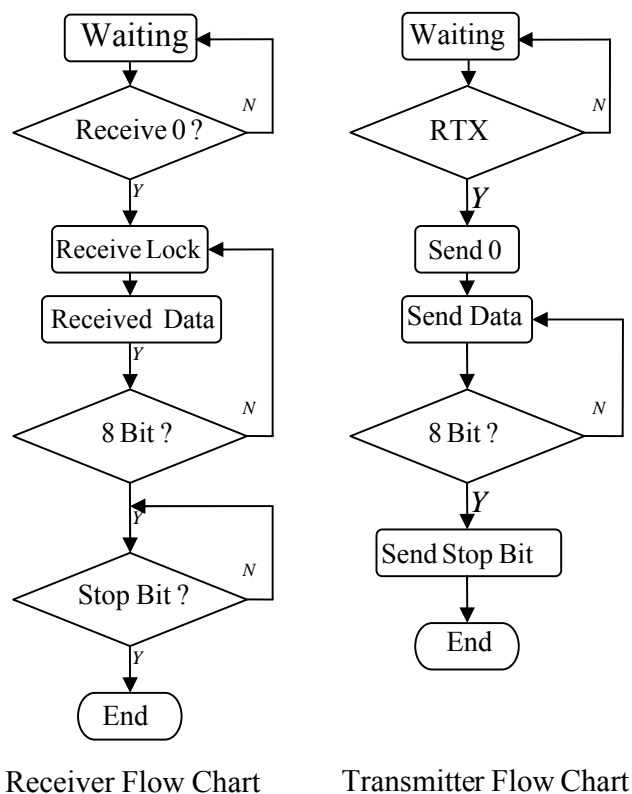 Waiting
N
Receive 0 ?
Y
Receive Lock
Received Data
Y
N
8 Bit ?
Y
N
Stop Bit ?
Y
End
Receiver Flow Chart
Waiting
N
RTX
Y
Send 0
Send Data
N
8 Bit ?
Y
Send Stop Bit
End
Transmitter Flow Chart